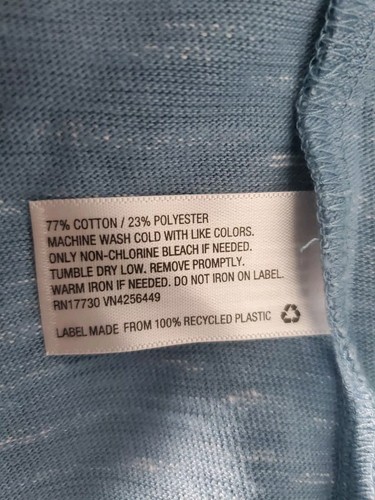 77% COTTON / 23% POLYESTER
MACHINE WASH COLD WITH LIKE COLORS.
ONLY NON-CHLORINE BLEACH IF NEEDED.
TUMBLE DRY LOW. REMOVE PROMPTLY.
WARM IRON IF NEEDED. DO NOT IRON ON LABEL.
RN17730 VN4256449
LABEL MADE FROM 100% RECYCLED PLASTIC